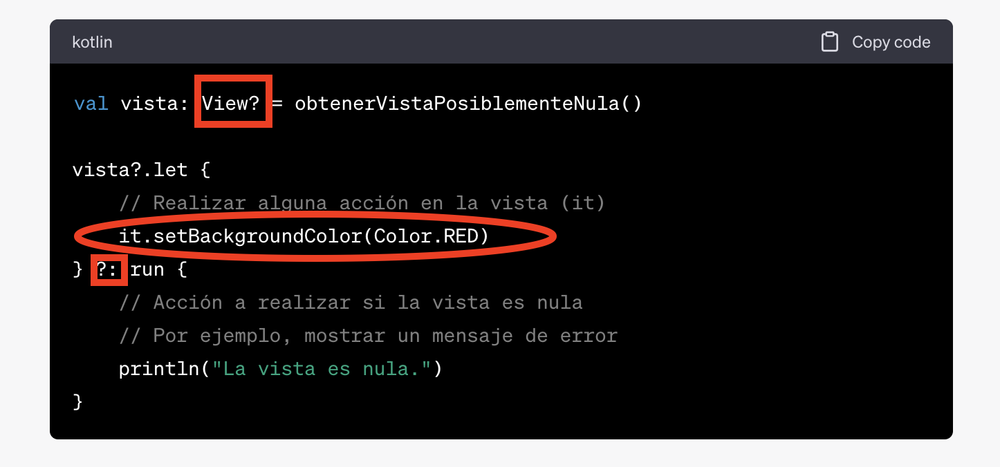 kotlin
Copy code
val vista: View? = obtenerVistaPosiblementeNula()
vista?.let {
    // Realizar alguna acción en la vista (it)
    it.setBackgroundColor(Color.RED)
} ?: run {
    // Acción a realizar si la vista es nula
    // Por ejemplo, mostrar un mensaje de error
    println("La vista es nula.")
}